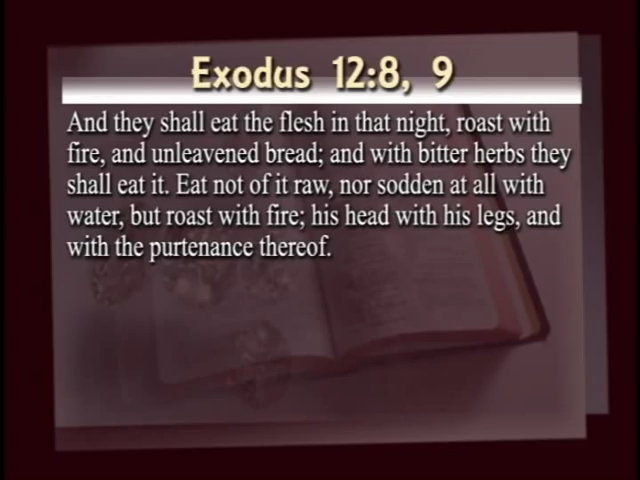 Exodus 12:8, 9
And they shall eat the flesh in that night, roast with
fire, and unleavened bread; and with bitter herbs they
shall eat it. Eat not of it raw, nor sodden at all with
water, but roast with fire; his head with his legs, and
with the purtenance thereof.